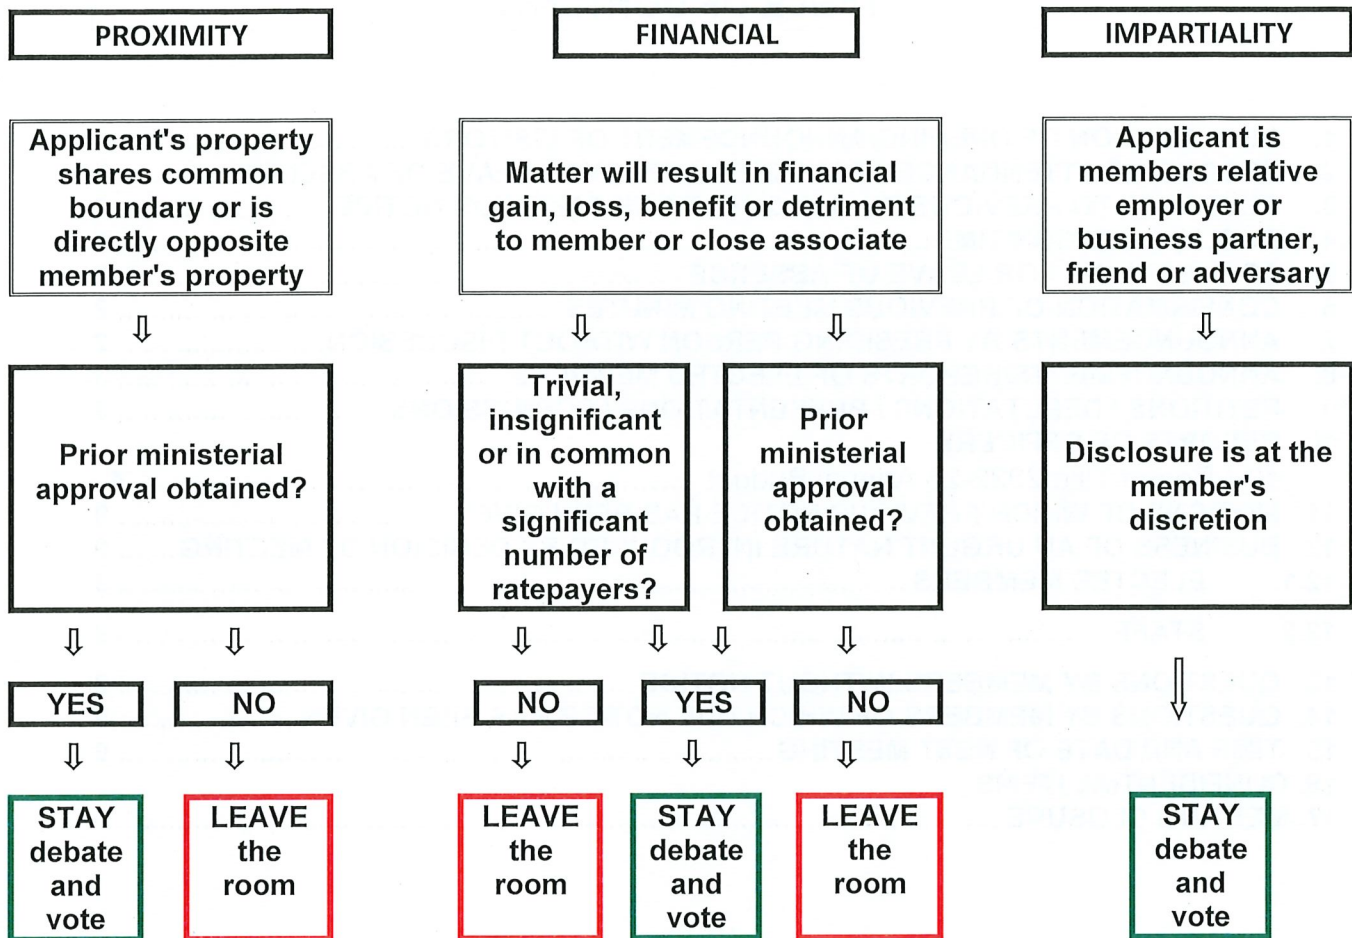 PROXIMITY
FINANCIAL
IMPARTIALITY
Applicant's property
shares common
boundary or is
directly opposite
member's property
Matter will result in financial
gain, loss, benefit or detriment
to member or close associate
Applicant is
members relative
employer or
business partner,
friend or adversary
Prior ministerial
approval obtained?
Trivial,
insignificant
or in common
with a
significant
number of
ratepayers?
Prior
ministerial
approval
obtained?
Disclosure is at the
member's
discretion
YES
NO
NO
YES
NO
STAY
debate
and
vote
LEAVE
the
room
LEAVE
the
room
STAY
debate
and
vote
LEAVE
the
room
STAY
debate
and
vote